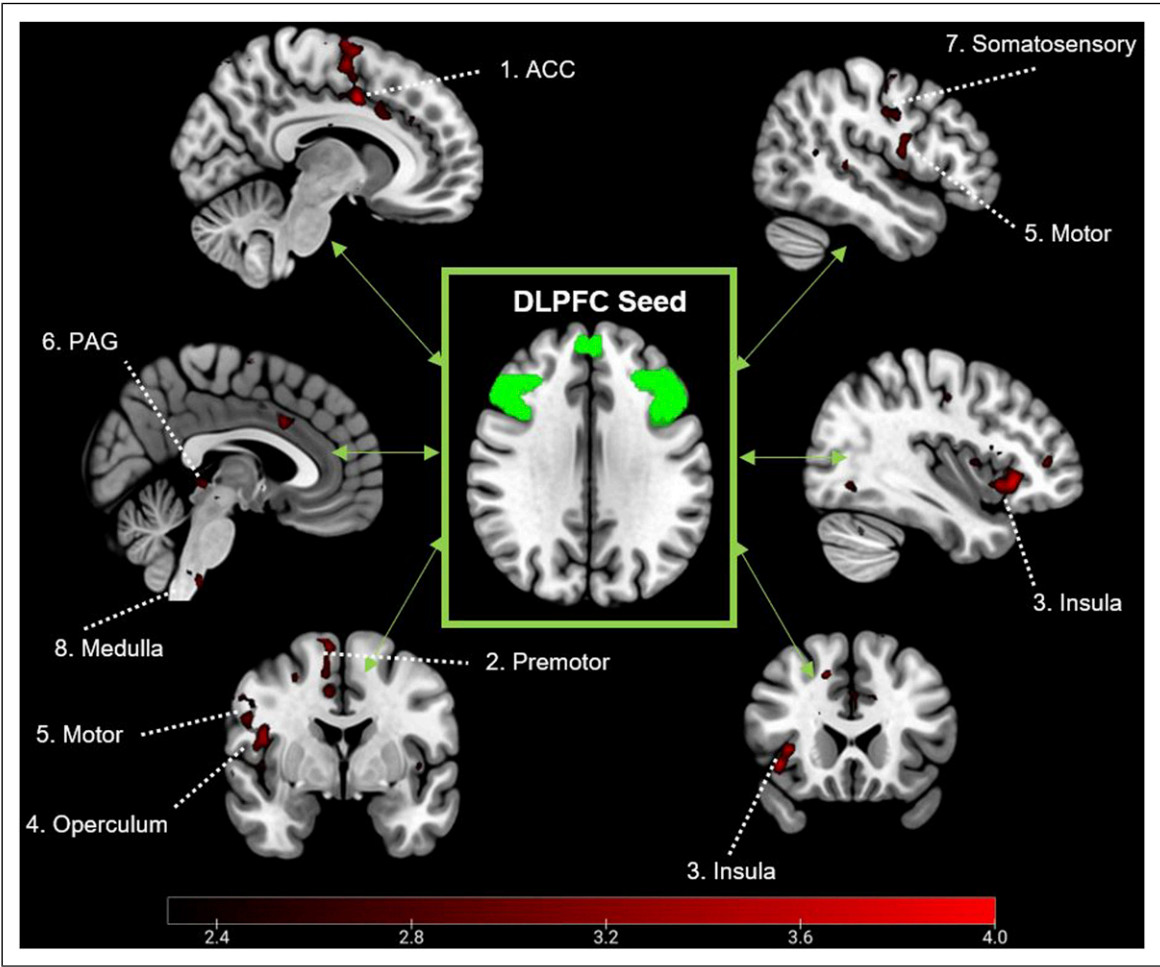 7. Somatosensory
1. ACC
5. Motor
DLPFC Seed
6. PAG
3. Insula
8. Medulla
2. Premotor
5. Motor
4. Operculum
3. Insula
2.4 2.8 3.2 3.6 4.0